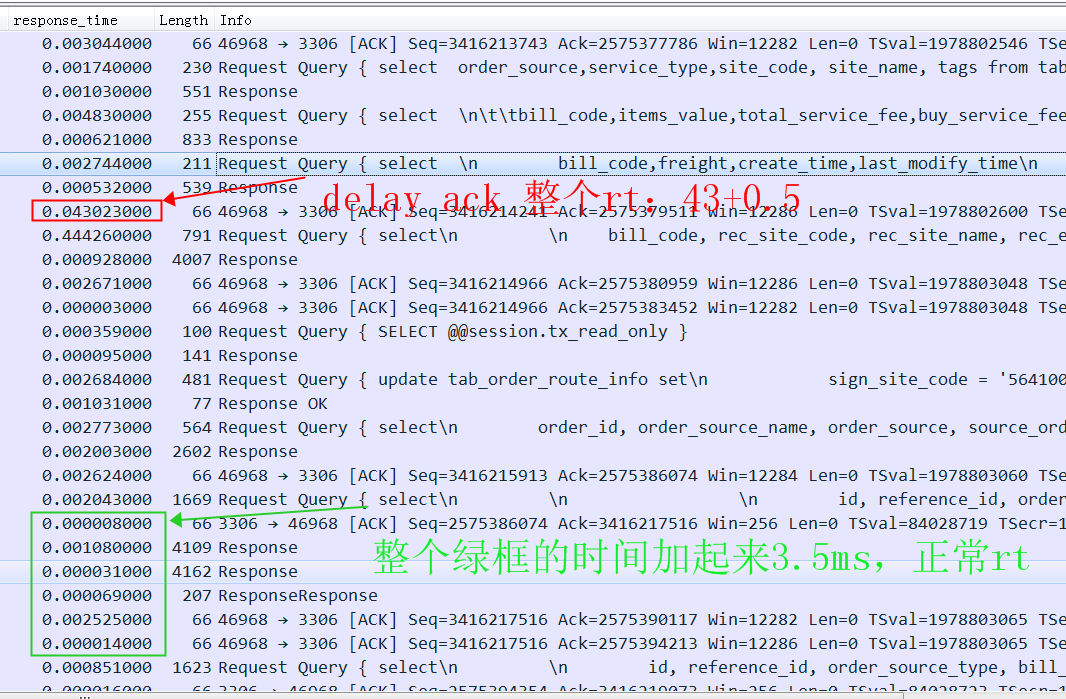 response_time Length Info
0.003044000 66 46968 → 3306 [ACK] Seq=3416213743 Ack=2575377786 Win=12282 Len=0 TSval=1978802546 TSe
0.001740000 230 Request Query { select order_source,service_type,site_code, site_name, tags from tab
0.001030000 551 Response
0.004830000 255 Request Query { select \n\t\tbill_code,items_value,total_service_fee,buy_service_fee
0.000621000 833 Response
0.002744000 211 Request Query { select \n bill_code,freight,create_time,last_modify_time\n
0.000532000 539 Response
delay ack 整个rt：43+0.5
0.043023000 66 46968 → 3306 [ACK] Seq=3416214241 Ack=2575379511 Win=12286 Len=0 TSval=1978802600 TSe
0.444260000 791 Request Query { select\n \n bill_code, rec_site_code, rec_site_name, rec_e
0.000928000 4007 Response
0.002671000 66 46968 → 3306 [ACK] Seq=3416214966 Ack=2575380959 Win=12286 Len=0 TSval=1978803048 TSe
0.000003000 66 46968 → 3306 [ACK] Seq=3416214966 Ack=2575383452 Win=12282 Len=0 TSval=1978803048 TSe
0.000359000 100 Request Query { SELECT @@session.tx_read_only }
0.000095000 141 Response
0.002684000 481 Request Query { update tab_order_route_info set\n sign_site_code = '564100
0.001031000 77 Response OK
0.002773000 564 Request Query { select\n order_id, order_source_name, order_source, source_ord
0.002003000 2602 Response
0.002624000 66 46968 → 3306 [ACK] Seq=3416215913 Ack=2575386074 Win=12284 Len=0 TSval=1978803060 TSe
0.002043000 1669 Request Query { select\n \n \n id, reference_id, order
0.000008000 66 3306 → 46968 [ACK] Seq=2575386074 Ack=3416217516 Win=256 Len=0 TSval=84028719 TSecr=1
0.001080000 4109 Response
整个绿框的时间加起来3.5ms，正常rt
0.000031000 4162 Response
0.000069000 207 ResponseResponse
0.002525000 66 46968 → 3306 [ACK] Seq=3416217516 Ack=2575390117 Win=12282 Len=0 TSval=1978803065 TSe
0.000014000 66 46968 → 3306 [ACK] Seq=3416217516 Ack=2575394213 Win=12286 Len=0 TSval=1978803065 TSe
0.000851000 1623 Request Query { select\n \n id, reference_id, order_source_type, bill_